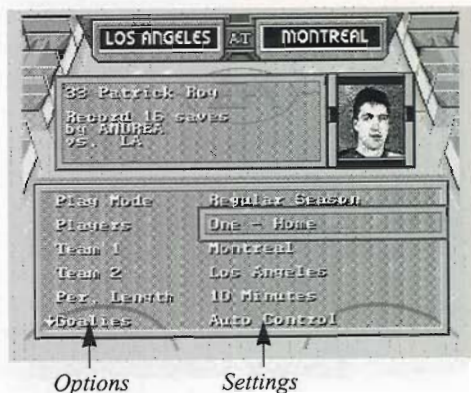 LOS ANGELES AT MONTREAL
33 Patrick Roy
Record 16 saves
by ANDREA
vs. LA
Play Mode Regular Season
Players One - Home
Team 1 Montreal
Team 2 Los Angeles
Per. Length 10 Minutes
Goalies Auto Control
Options Settings